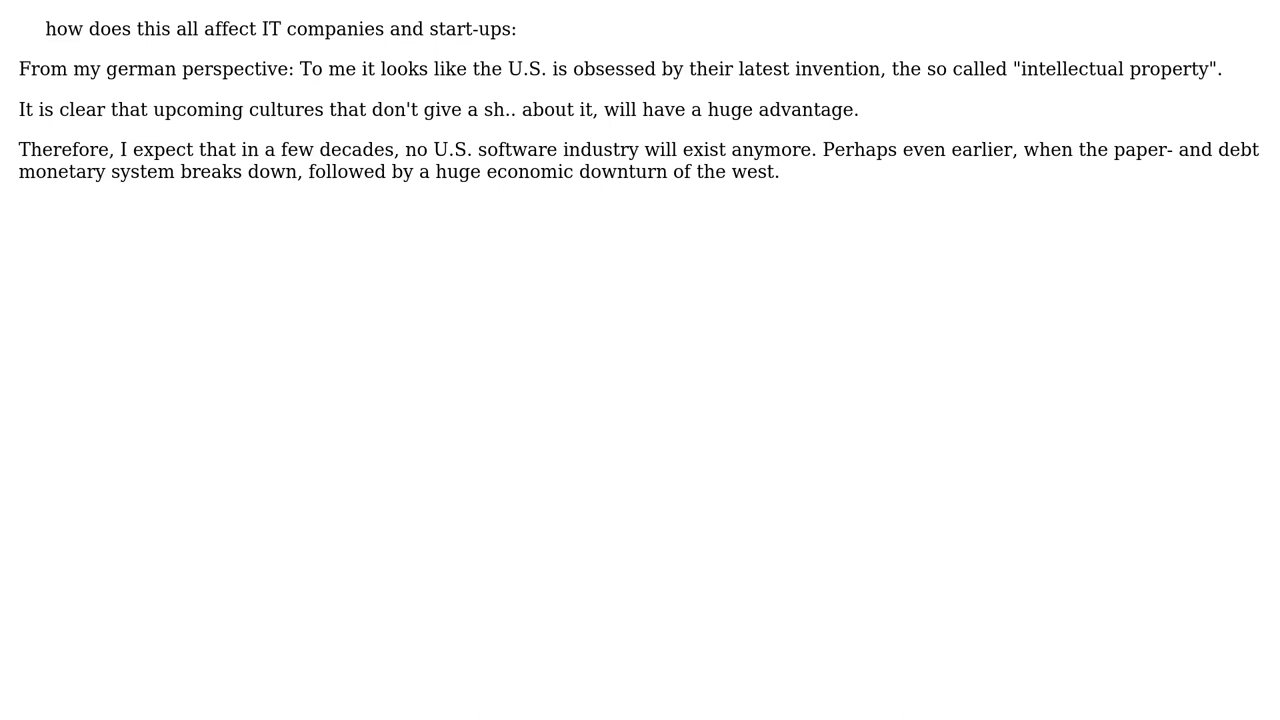 how does this all affect IT companies and start-ups:
From my german perspective: To me it looks like the U.S. is obsessed by their latest invention, the so called "intellectual property".
It is clear that upcoming cultures that don't give a sh.. about it, will have a huge advantage.
Therefore, I expect that in a few decades, no U.S. software industry will exist anymore. Perhaps even earlier, when the paper- and debt
monetary system breaks down, followed by a huge economic downturn of the west.